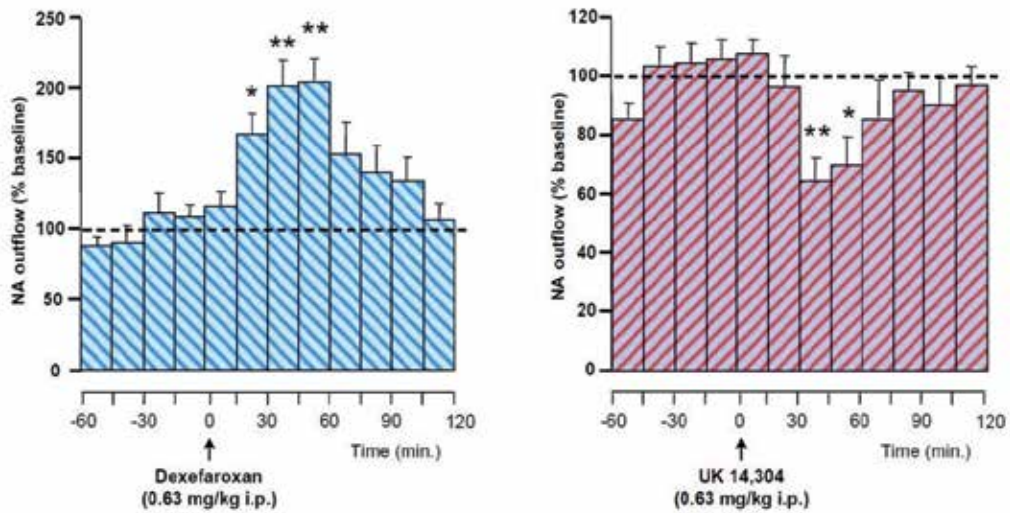 NA outflow (% baseline)
250
200
150
100
50
0
*
**
**
-60 -30 0 30 60 90 120
Time (min.)
Dexefaroxan
(0.63 mg/kg i.p.)
NA outflow (% baseline)
120
100
80
60
40
20
0
**
*
-60 -30 0 30 60 90 120
Time (min.)
UK 14,304
(0.63 mg/kg i.p.)